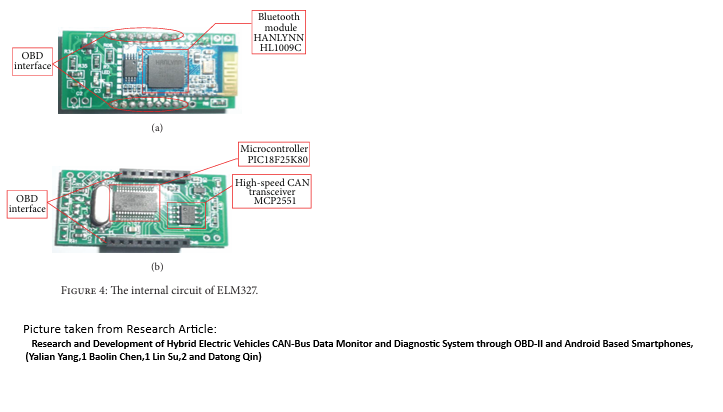 Bluetooth
module
HANLYNN
HL1009C
OBD
interface
(a)
Microcontroller
PIC18F25K80
High-speed CAN
transceiver
MCP2551
OBD
interface
(b)
FIGURE 4: The internal circuit of ELM327.
Picture taken from Research Article:
Research and Development of Hybrid Electric Vehicles CAN-Bus Data Monitor and Diagnostic System through OBD-II and Android Based Smartphones,
(Yalian Yang,1 Baolin Chen,1 Lin Su,2 and Datong Qin)